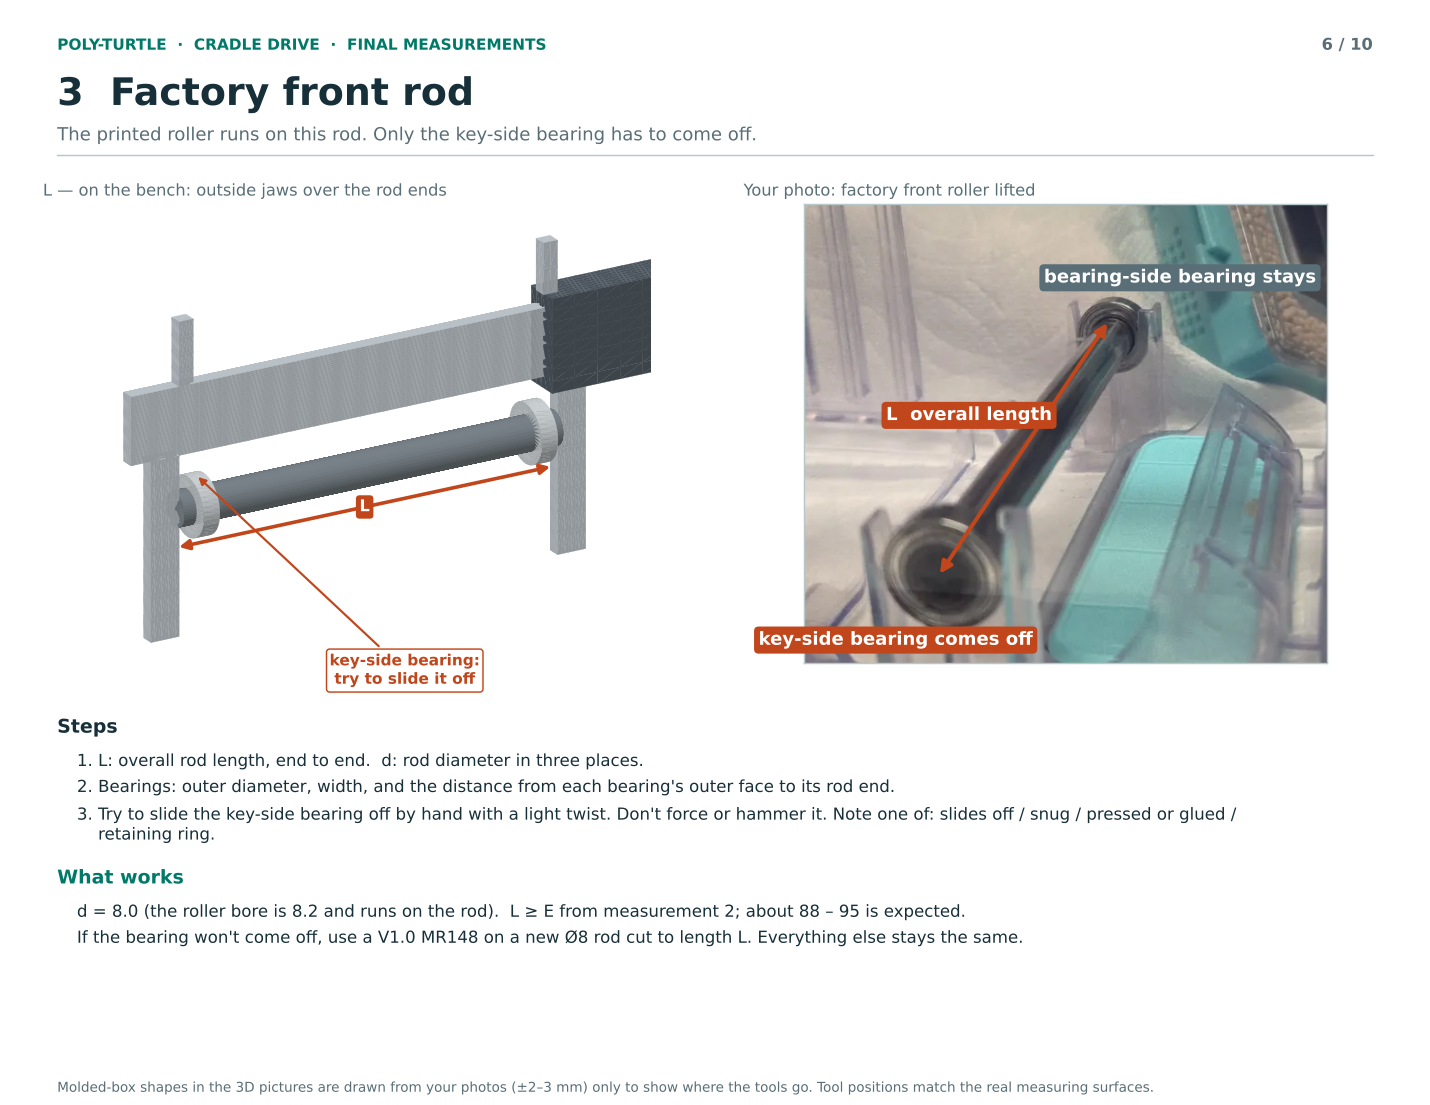 POLY-TURTLE · CRADLE DRIVE · FINAL MEASUREMENTS
6 / 10
3 Factory front rod
The printed roller runs on this rod. Only the key-side bearing has to come off.
L — on the bench: outside jaws over the rod ends
L
key-side bearing:
try to slide it off
Your photo: factory front roller lifted
bearing-side bearing stays
L overall length
key-side bearing comes off
Steps
1. L: overall rod length, end to end. d: rod diameter in three places.
2. Bearings: outer diameter, width, and the distance from each bearing's outer face to its rod end.
3. Try to slide the key-side bearing off by hand with a light twist. Don't force or hammer it. Note one of: slides off / snug / pressed or glued /
retaining ring.
What works
d = 8.0 (the roller bore is 8.2 and runs on the rod). L ≥ E from measurement 2; about 88 – 95 is expected.
If the bearing won't come off, use a V1.0 MR148 on a new Ø8 rod cut to length L. Everything else stays the same.
Molded-box shapes in the 3D pictures are drawn from your photos (±2–3 mm) only to show where the tools go. Tool positions match the real measuring surfaces.